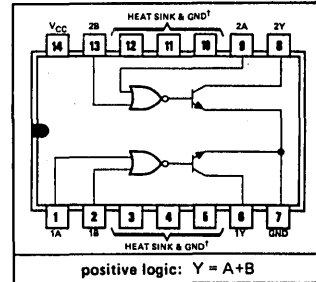 HEAT SINK & GND†
VCC 2B 2A 2Y
14 13 12 11 10 9 8
1 2 3 4 5 6 7
1A 1B 1Y GND
HEAT SINK & GND†
positive logic: Y = A+B